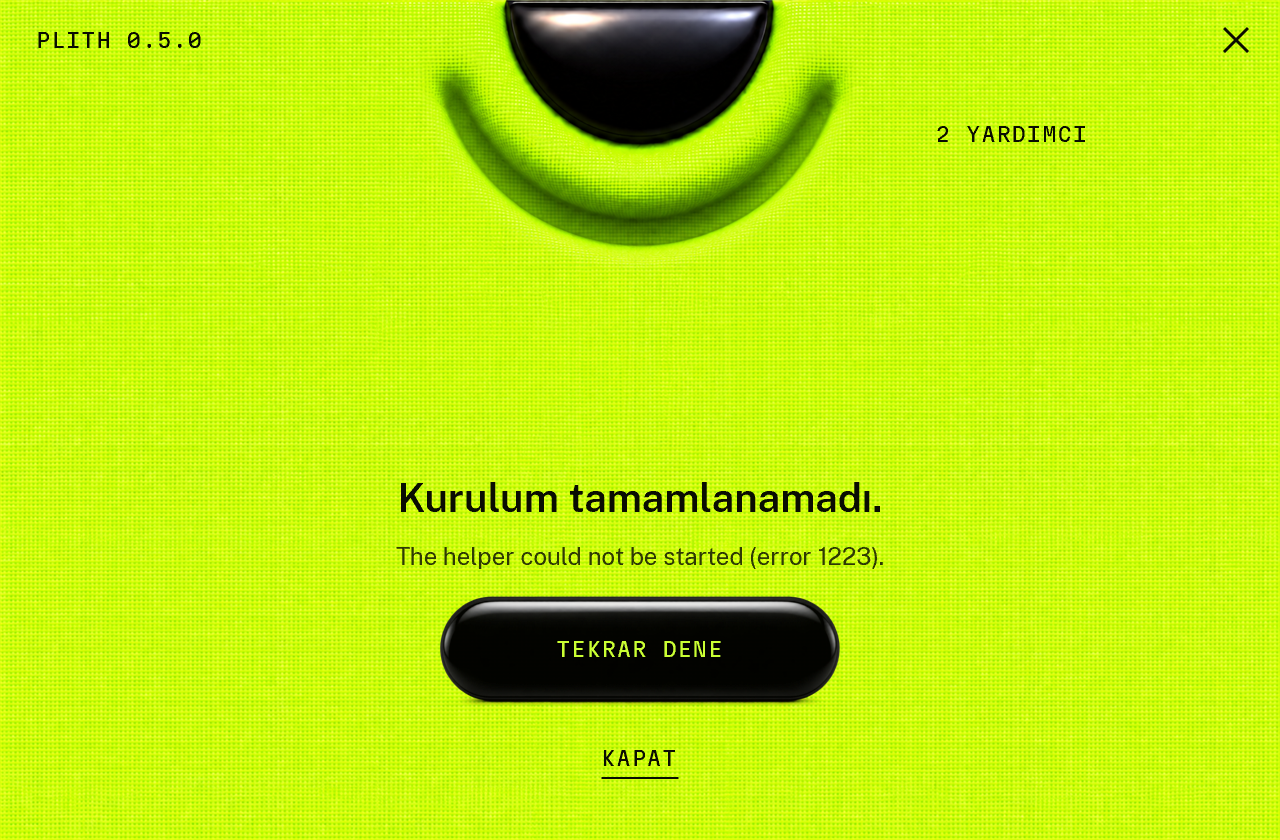 PLITH 0.5.0
2 YARDIMCI
Kurulum tamamlanamadı.
The helper could not be started (error 1223).
TEKRAR DENE
KAPAT